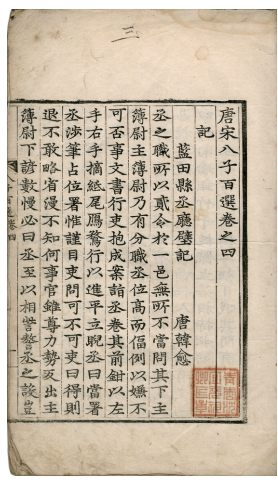 三
唐宋八子百選卷之四
記
藍田縣丞廳壁記 唐韓愈
丞之職所以貳令於一邑無所不當問其下主
簿尉主簿尉乃有分職丞位高而偪例以嫌不
可否事文書行吏抱成案詣丞卷其前鉗以左
手右手摘紙尾鴈鶩行以進平立睨丞曰當署
丞涉筆占位署惟謹目吏問可不可吏曰得則
退不敢略省漫不知何事官雖尊力勢反出主
簿尉下諺數慢必曰丞至以相訾謷丞之設豈